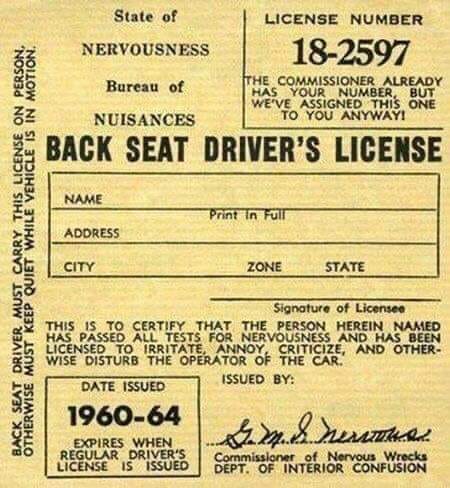 State of
NERVOUSNESS
Bureau of
NUISANCES
LICENSE NUMBER
18-2597
THE COMMISSIONER ALREADY
HAS YOUR NUMBER, BUT
WE'VE ASSIGNED THIS ONE
TO YOU ANYWAY!
BACK SEAT DRIVER'S LICENSE
NAME
Print in Full
ADDRESS
CITY ZONE STATE
Signature of Licensee
THIS IS TO CERTIFY THAT THE PERSON HEREIN NAMED
HAS PASSED ALL TESTS FOR NERVOUSNESS AND HAS BEEN
LICENSED TO IRRITATE, ANNOY, CRITICIZE, AND OTHER-
WISE DISTURB THE OPERATOR OF THE CAR.
DATE ISSUED
1960-64
EXPIRES WHEN
REGULAR DRIVER'S
LICENSE IS ISSUED
ISSUED BY:
G. M. I. Nervous
Commissioner of Nervous Wrecks
DEPT. OF INTERIOR CONFUSION
BACK SEAT DRIVER MUST CARRY THIS LICENSE ON PERSON,
OTHERWISE MUST KEEP QUIET WHILE VEHICLE IS IN MOTION.